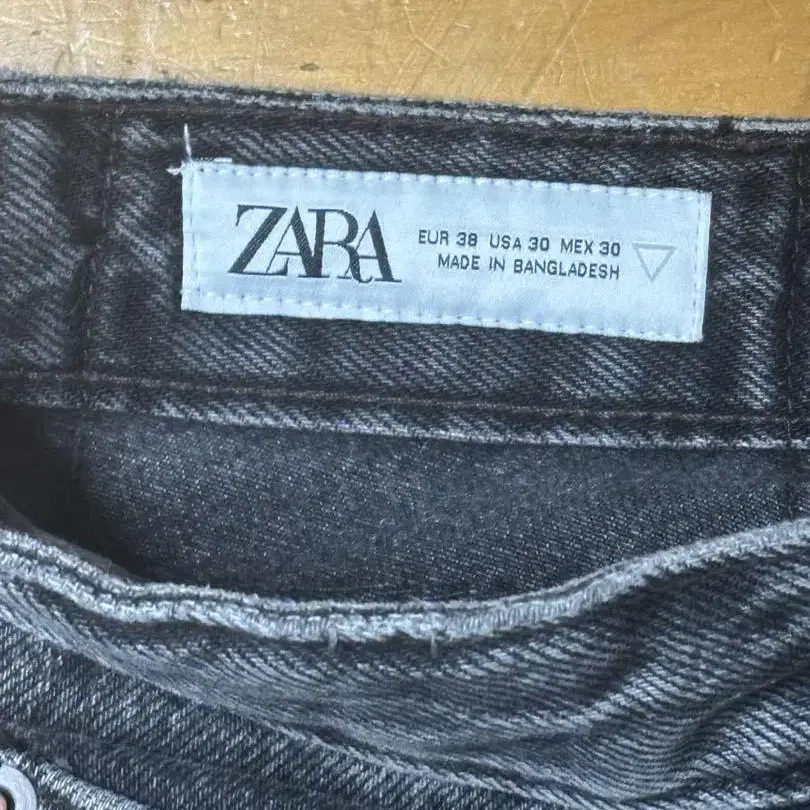 ZARA
EUR 38 USA 30 MEX 30
MADE IN BANGLADESH